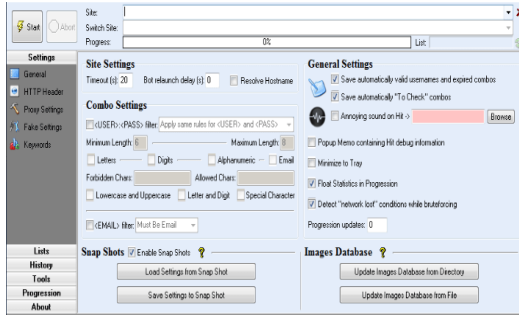 Start
Abort
Site:
Switch Site:
Progress:
0%
List:
Settings
General
HTTP Header
Proxy Settings
Fake Settings
Keywords
Lists
History
Tools
Progression
About
Site Settings
Timeout (s): 20 Bot relaunch delay (s): 0 Resolve Hostname
Combo Settings
<USER>:<PASS> filter: Apply same rules for <USER> and <PASS>
Minimum Length: 6 Maximum Length: 8
Letters Digits Alphanumeric Email
Forbidden Chars: Allowed Chars:
Lowercase and Uppercase Letter and Digit Special Character
<EMAIL> filter: Must Be Email
Snap Shots Enable Snap Shots ?
Load Settings from Snap Shot
Save Settings to Snap Shot
General Settings
Save automatically valid usernames and expired combos
Save automatically "To Check" combos
Annoying sound on Hit -> Browse
Popup Memo containing Hit debug information
Minimize to Tray
Float Statistics in Progression
Detect "network lost" conditions while bruteforcing
Progression updates: 0
Images Database ?
Update Images Database from Directory
Update Images Database from File